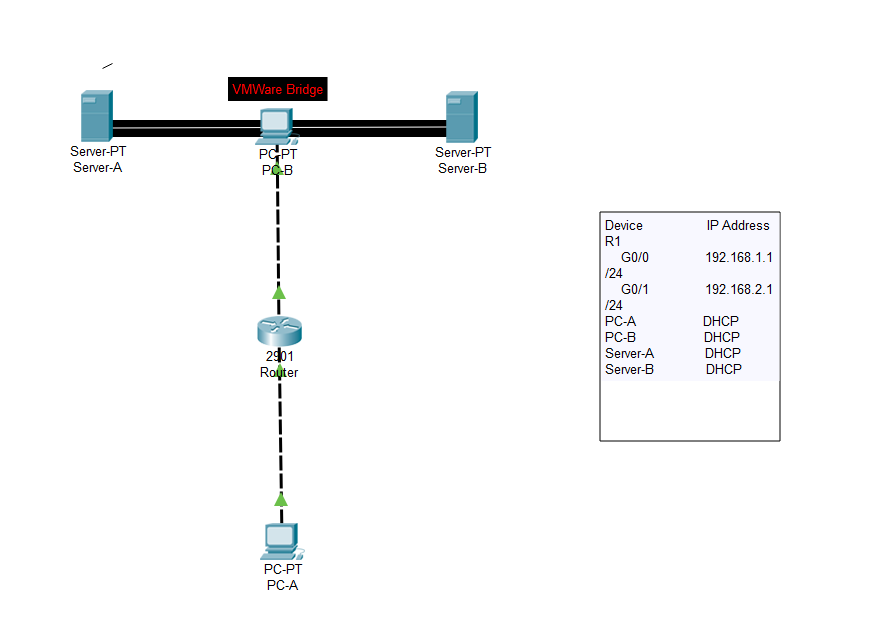 VMWare Bridge
Server-PT
Server-A
PC-PT
PC-B
Server-PT
Server-B
2901
Router
PC-PT
PC-A
Device IP Address
R1
G0/0 192.168.1.1
/24
G0/1 192.168.2.1
/24
PC-A DHCP
PC-B DHCP
Server-A DHCP
Server-B DHCP